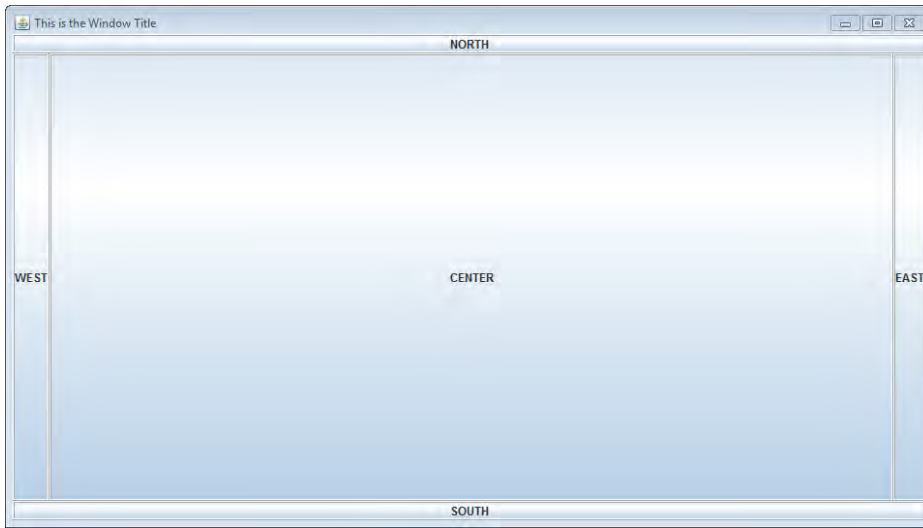 This is the Window Title
NORTH
WEST
CENTER
EAST
SOUTH